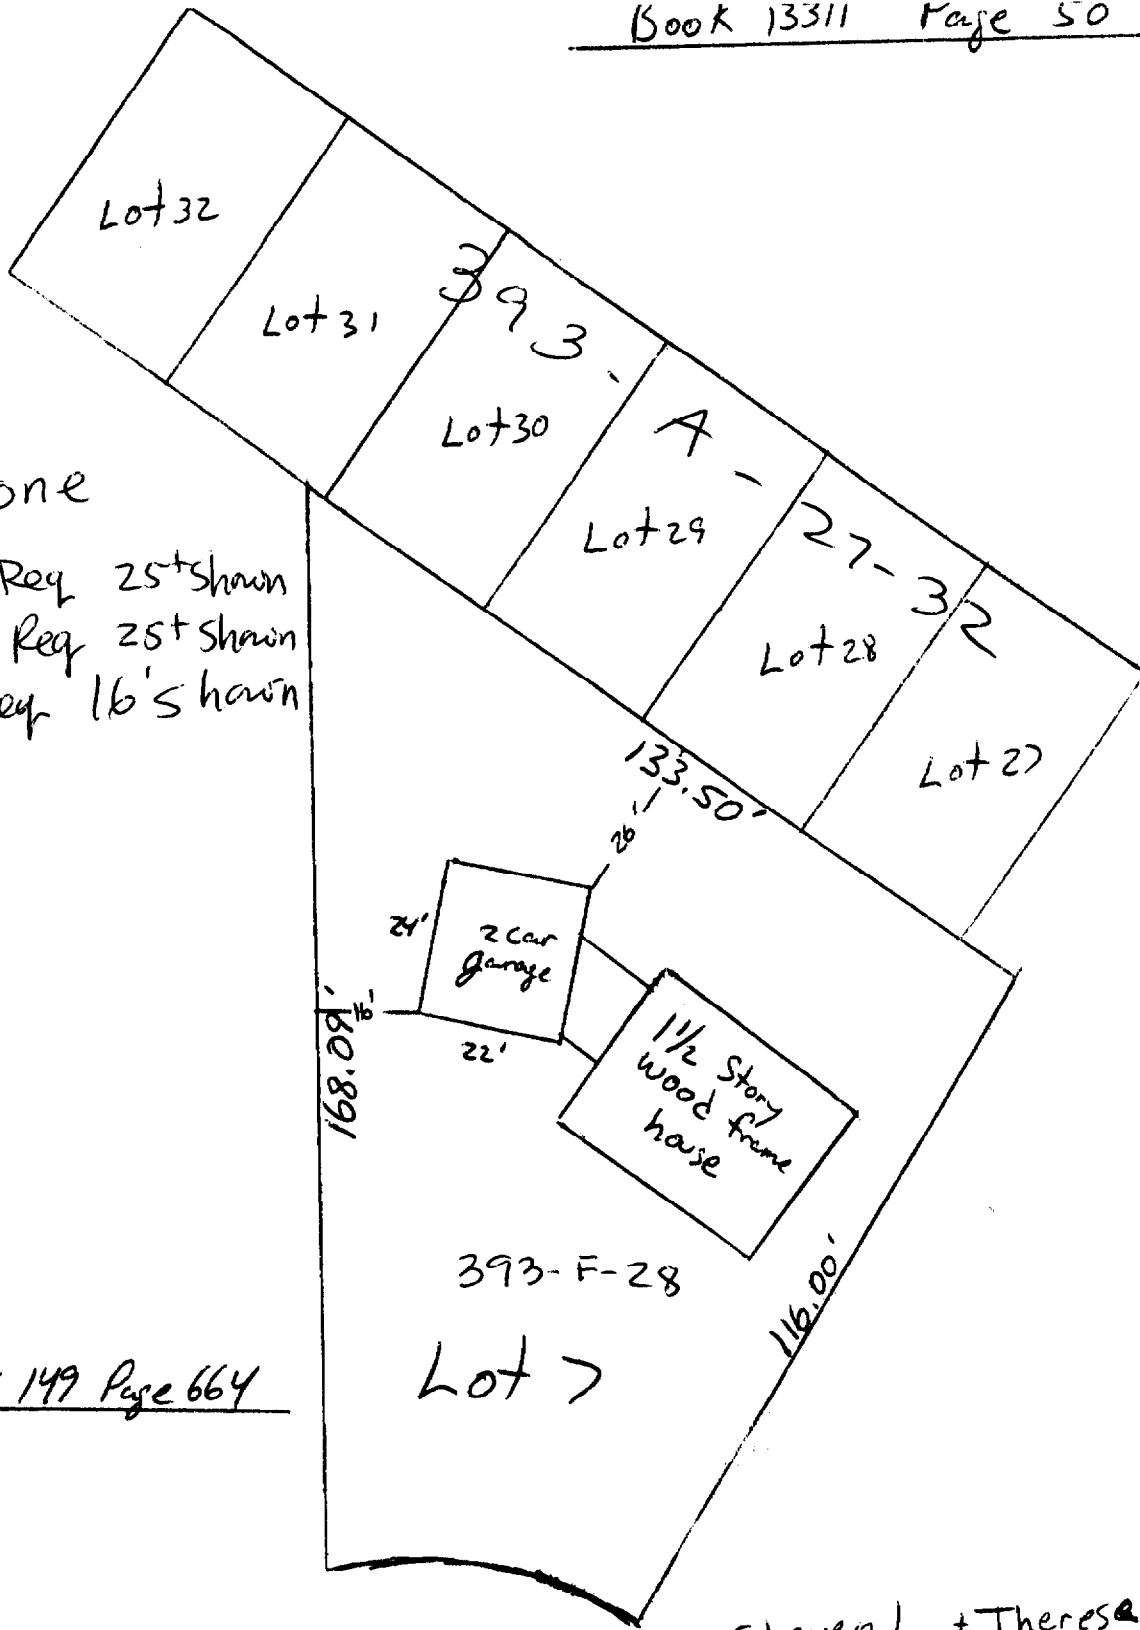 Book 13311 Page 50
Lot 32
Lot 31
393-A-27-32
Lot 30
Lot 29
Lot 28
Lot 27
one
Req 25+ Shown
Req 25+ Shown
eq 16' shown
133.50'
26'
24'
2 car
garage
16'
22'
168.09'
1 1/2 Story
wood frame
house
116.00'
393-F-28
Lot 7
149 Page 664
+ Theresa